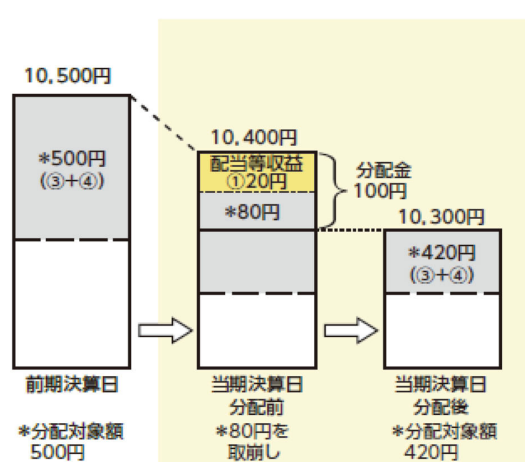 10,500円
*500円
(③+④)
10,400円
配当等収益
①20円
*80円
分配金
100円
10,300円
*420円
(③+④)
前期決算日
*分配対象額
500円
当期決算日
分配前
*80円を
取崩し
当期決算日
分配後
*分配対象額
420円